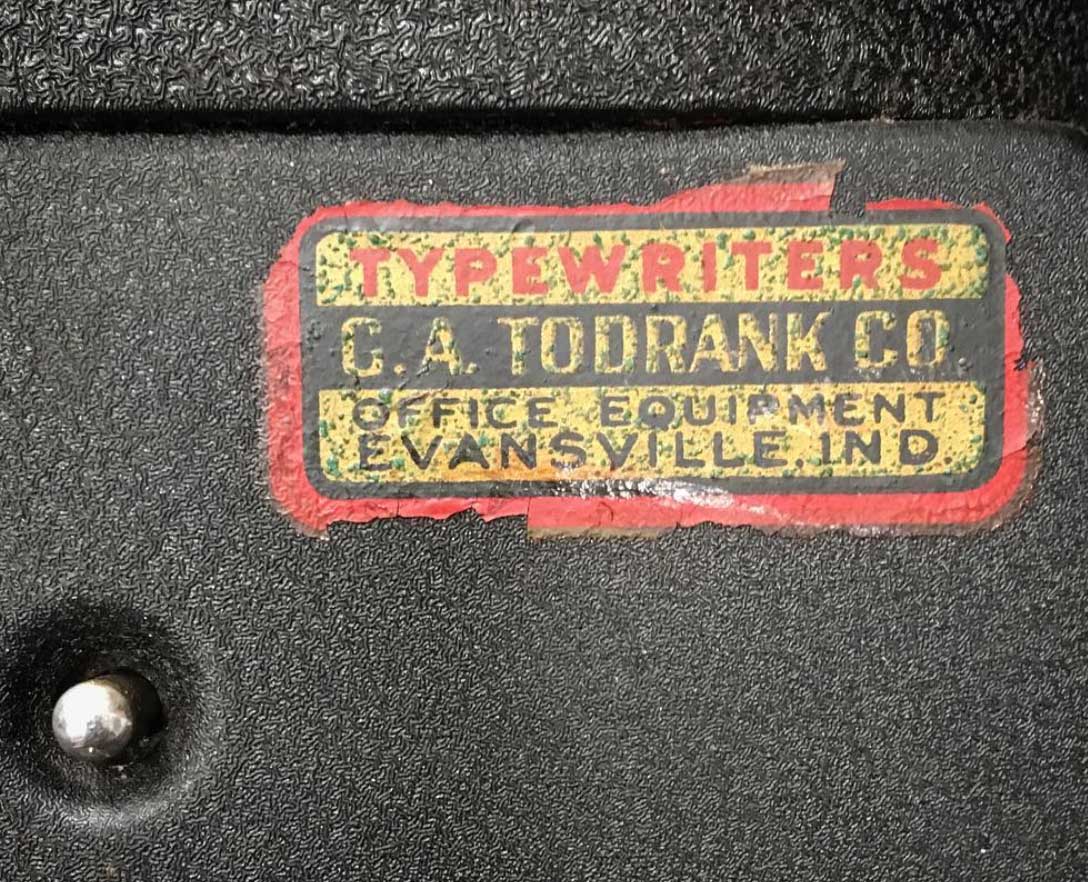 TYPEWRITERS
C. A. TODRANK CO.
OFFICE EQUIPMENT
EVANSVILLE, IND.